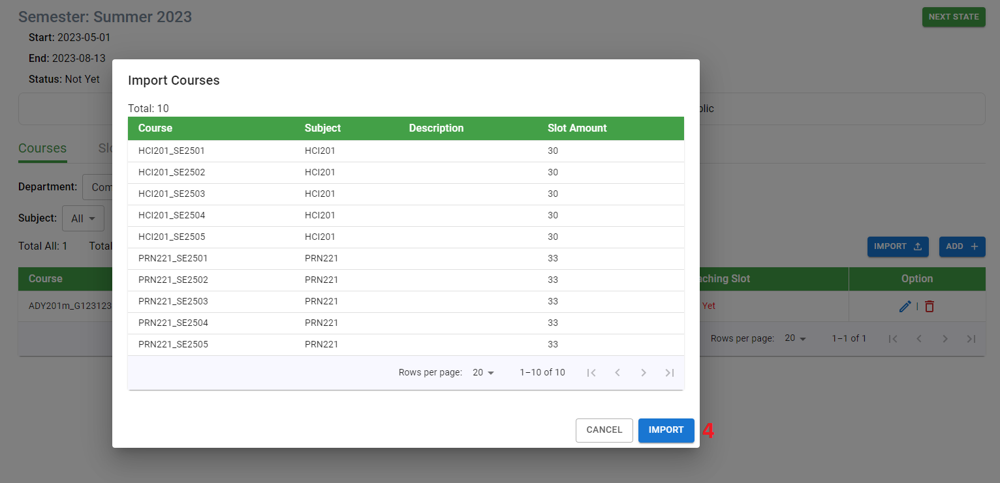 Semester: Summer 2023
NEXT STATE
Start: 2023-05-01
End: 2023-08-13
Status: Not Yet
Import Courses
Total: 10
Course Subject Description Slot Amount
HCI201_SE2501 HCI201 30
HCI201_SE2502 HCI201 30
HCI201_SE2503 HCI201 30
HCI201_SE2504 HCI201 30
HCI201_SE2505 HCI201 30
PRN221_SE2501 PRN221 33
PRN221_SE2502 PRN221 33
PRN221_SE2503 PRN221 33
PRN221_SE2504 PRN221 33
PRN221_SE2505 PRN221 33
Rows per page: 20 1–10 of 10
CANCEL IMPORT 4
Courses
Department:
Subject: All
Total All: 1 Total
IMPORT ADD
Course Slot Option
ADY201m_G123123 Yet |
Rows per page: 20 1–1 of 1